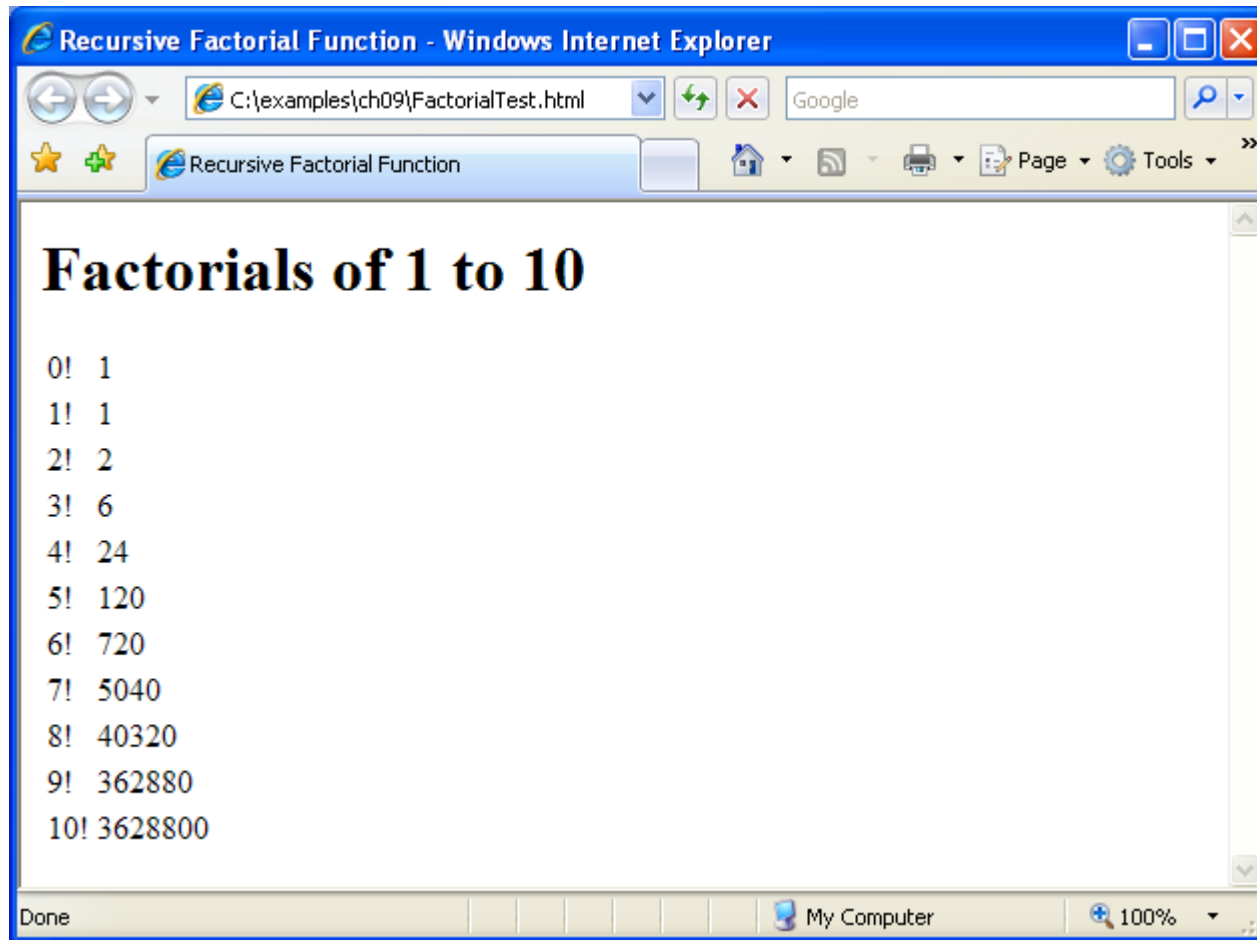 Recursive Factorial Function - Windows Internet Explorer
C:\examples\ch09\FactorialTest.html
Google
Recursive Factorial Function
Page
Tools
»
Factorials of 1 to 10
0! 1
1! 1
2! 2
3! 6
4! 24
5! 120
6! 720
7! 5040
8! 40320
9! 362880
10! 3628800
Done
My Computer
100%